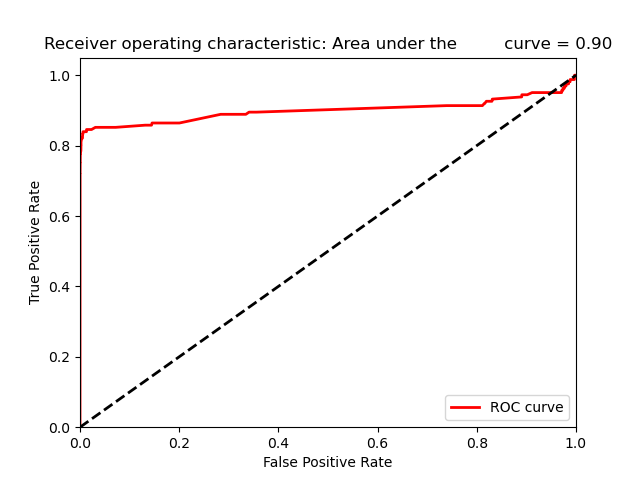 Receiver operating characteristic: Area under the curve = 0.90
1.0
0.8
0.6
0.4
0.2
0.0
True Positive Rate
ROC curve
0.0 0.2 0.4 0.6 0.8 1.0
False Positive Rate